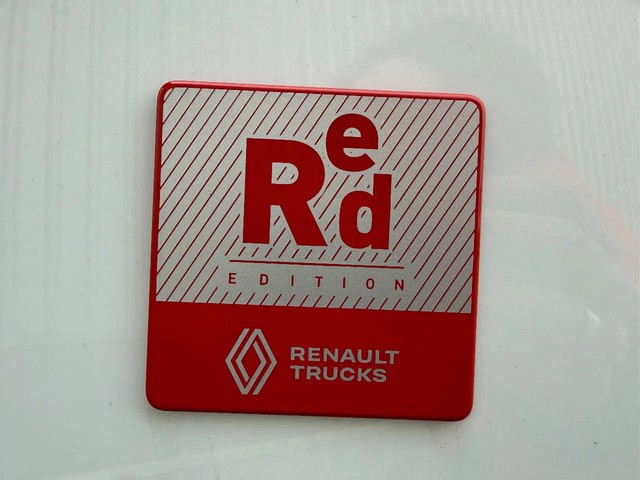 Red
EDITION
RENAULT
TRUCKS